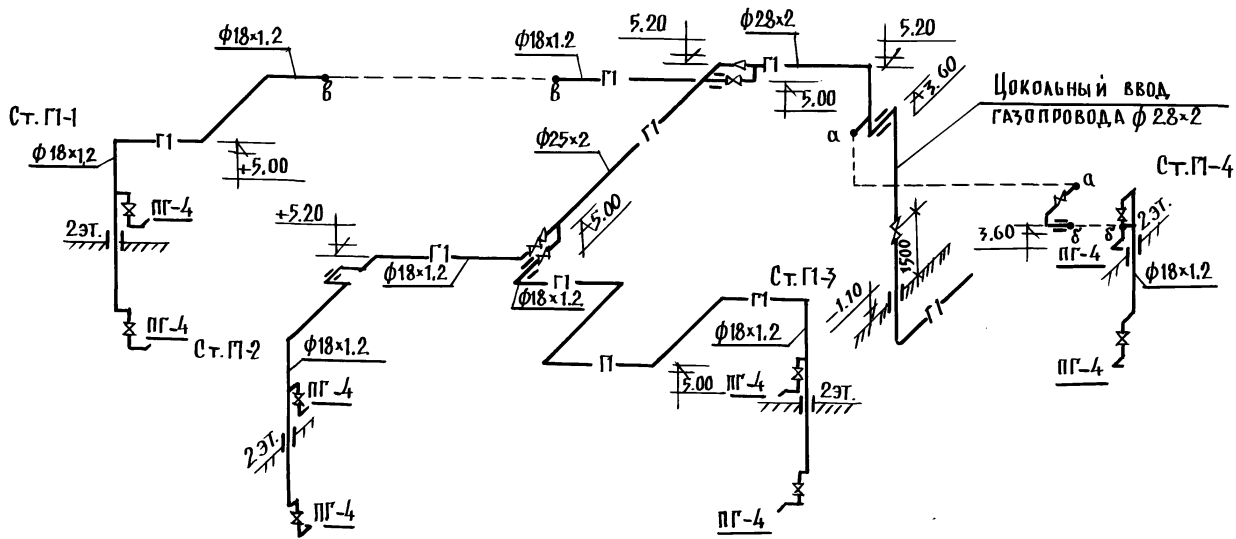 ф18×1.2
ф18×1.2
5.20
ф28×2
5.20
в
в
Г1
Г1
5.00
3.60
Цокольный ввод
газопровода ф28×2
Ст.Г1-1
ф18×1,2
Г1
+5.00
ф25×2
Г1
а
а
Ст.Г1-4
ПГ-4
2эт.
+5.20
5.00
1500
3.60
б
б
2эт.
ПГ-4
ф18×1.2
Г1
ф18×1.2
Г1
ф18×1.2
Ст.Г1-3
Г1
-1.10
Г1
ПГ-4
Ст.Г1-2
ф18×1.2
ф18×1.2
Г1
5.00
ПГ-4
2эт.
ПГ-4
ПГ-4
2эт.
ПГ-4
ПГ-4